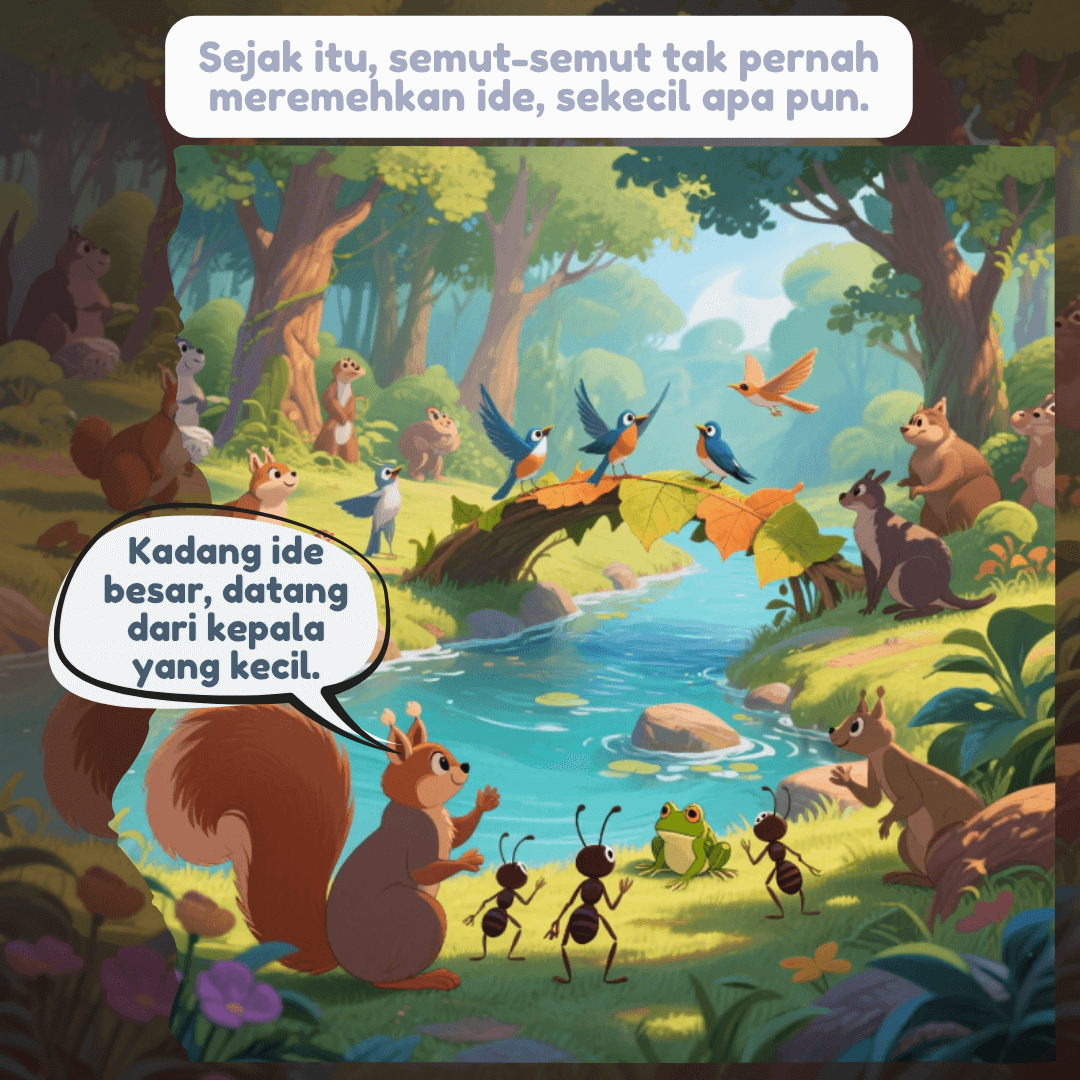 Sejak itu, semut-semut tak pernah
meremehkan ide, sekecil apa pun.
Kadang ide
besar, datang
dari kepala
yang kecil.